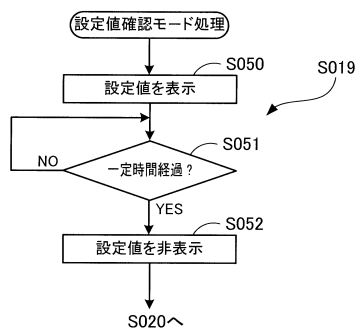 設定値確認モード処理
S050
設定値を表示
S019
S051
一定時間経過?
NO
YES
S052
設定値を非表示
S020へ